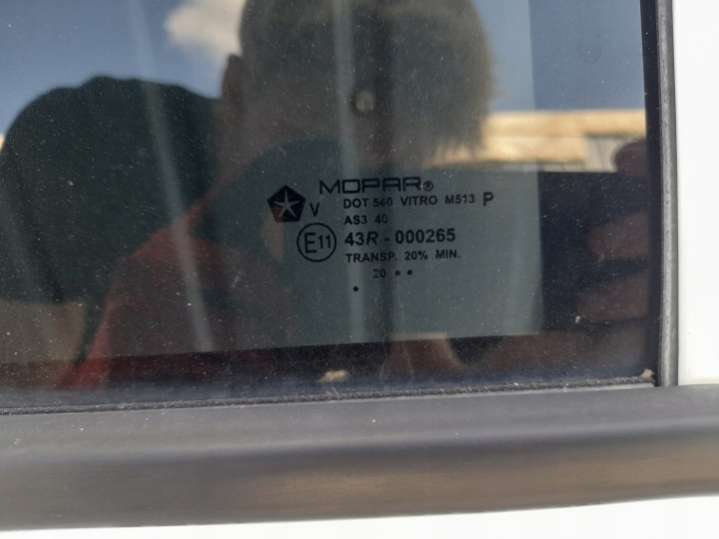 MOPAR®
V DOT 560 VITRO M513 P
AS3 40
E11 43R-000265
TRANSP. 20% MIN.
20